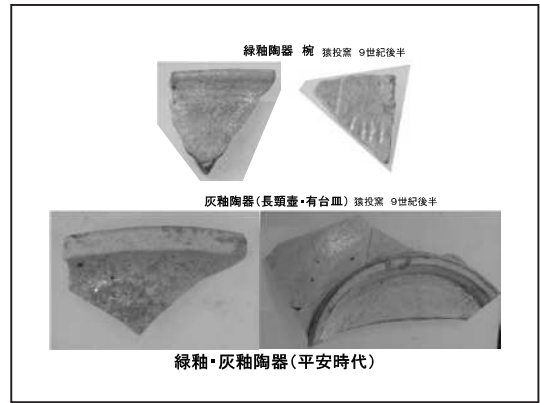 緑釉陶器 椀 猿投窯 9世紀後半
灰釉陶器(長頸壷・有台皿) 猿投窯 9世紀後半
緑釉・灰釉陶器(平安時代)